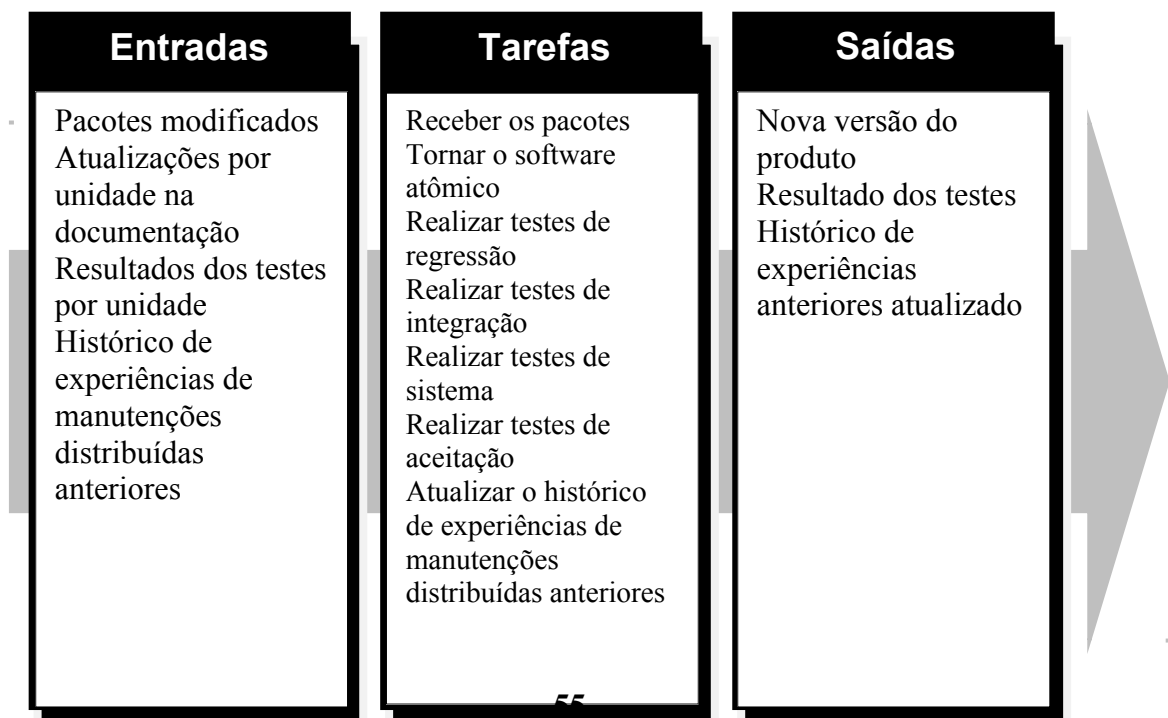 Entradas
Pacotes modificados
Atualizações por
unidade na
documentação
Resultados dos testes
por unidade
Histórico de
experiências de
manutenções
distribuídas
anteriores
Tarefas
Receber os pacotes
Tornar o software
atômico
Realizar testes de
regressão
Realizar testes de
integração
Realizar testes de
sistema
Realizar testes de
aceitação
Atualizar o histórico
de experiências de
manutenções
distribuídas anteriores
Saídas
Nova versão do
produto
Resultado dos testes
Histórico de
experiências
anteriores atualizado
55